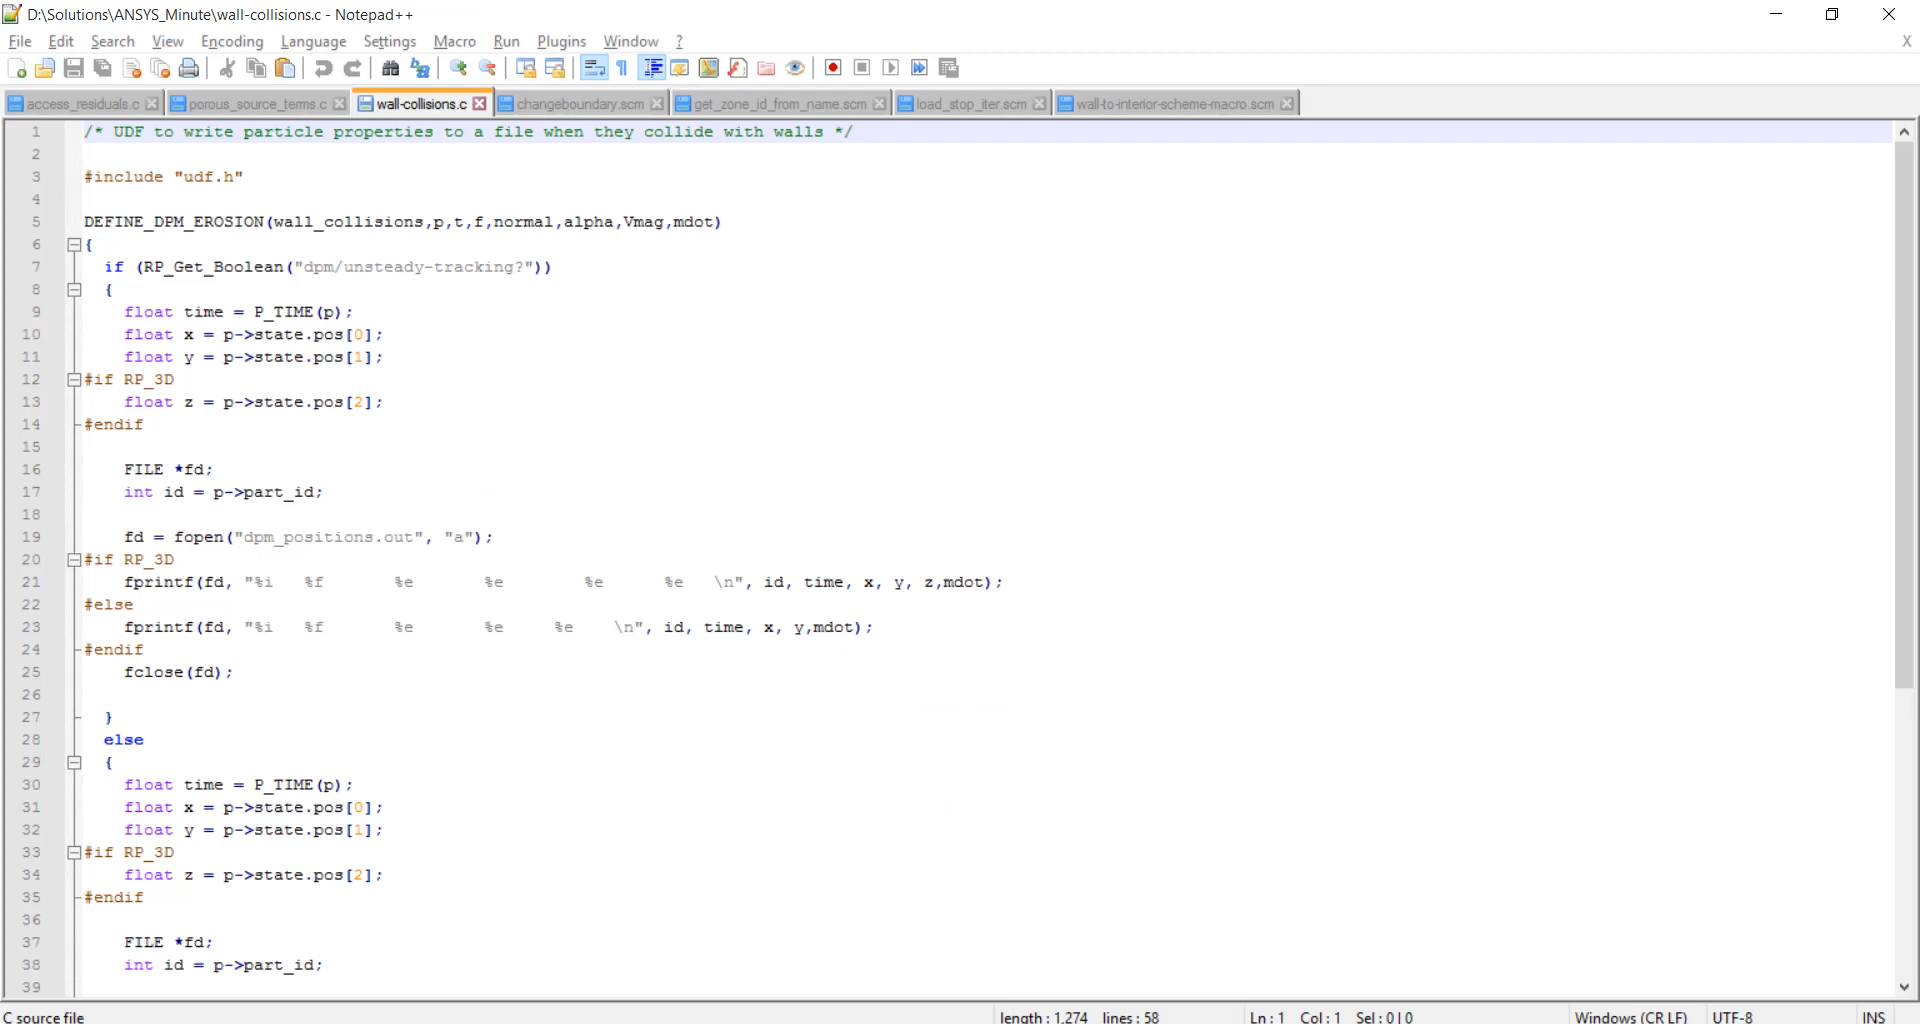 D:\Solutions\ANSYS_Minute\wall-collisions.c - Notepad++
File Edit Search View Encoding Language Settings Macro Run Plugins Window ? X
access_residuals.c porous_source_terms.c wall-collisions.c changeboundary.scm get_zone_id_from_name.scm load_stop_iter.scm wall-to-interior-scheme-macro.scm
1 /* UDF to write particle properties to a file when they collide with walls */
2
3 #include "udf.h"
4
5 DEFINE_DPM_EROSION(wall_collisions,p,t,f,normal,alpha,Vmag,mdot)
6 {
7 if (RP_Get_Boolean("dpm/unsteady-tracking?"))
8 {
9 float time = P_TIME(p);
10 float x = p->state.pos[0];
11 float y = p->state.pos[1];
12 #if RP_3D
13 float z = p->state.pos[2];
14 #endif
15
16 FILE *fd;
17 int id = p->part_id;
18
19 fd = fopen("dpm_positions.out", "a");
20 #if RP_3D
21 fprintf(fd, "%i %f %e %e %e %e \n", id, time, x, y, z,mdot);
22 #else
23 fprintf(fd, "%i %f %e %e %e \n", id, time, x, y,mdot);
24 #endif
25 fclose(fd);
26
27 }
28 else
29 {
30 float time = P_TIME(p);
31 float x = p->state.pos[0];
32 float y = p->state.pos[1];
33 #if RP_3D
34 float z = p->state.pos[2];
35 #endif
36
37 FILE *fd;
38 int id = p->part_id;
39
C source file length : 1,274 lines : 58 Ln : 1 Col : 1 Sel : 0 | 0 Windows (CR LF) UTF-8 INS